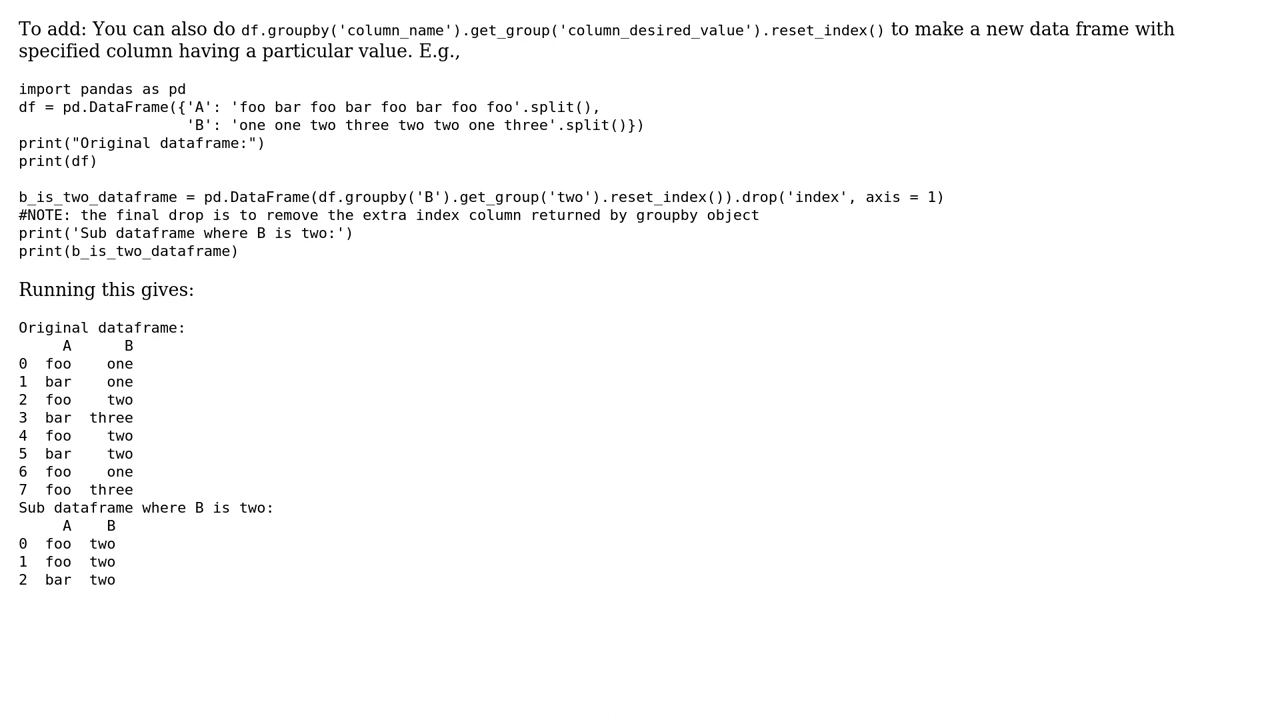 To add: You can also do df.groupby('column_name').get_group('column_desired_value').reset_index() to make a new data frame with
specified column having a particular value. E.g.,
import pandas as pd
df = pd.DataFrame({'A': 'foo bar foo bar foo bar foo foo'.split(),
                   'B': 'one one two three two two one three'.split()})
print("Original dataframe:")
print(df)

b_is_two_dataframe = pd.DataFrame(df.groupby('B').get_group('two').reset_index()).drop('index', axis = 1)
#NOTE: the final drop is to remove the extra index column returned by groupby object
print('Sub dataframe where B is two:')
print(b_is_two_dataframe)
Running this gives:
Original dataframe:
     A      B
0  foo    one
1  bar    one
2  foo    two
3  bar  three
4  foo    two
5  bar    two
6  foo    one
7  foo  three
Sub dataframe where B is two:
     A    B
0  foo  two
1  foo  two
2  bar  two